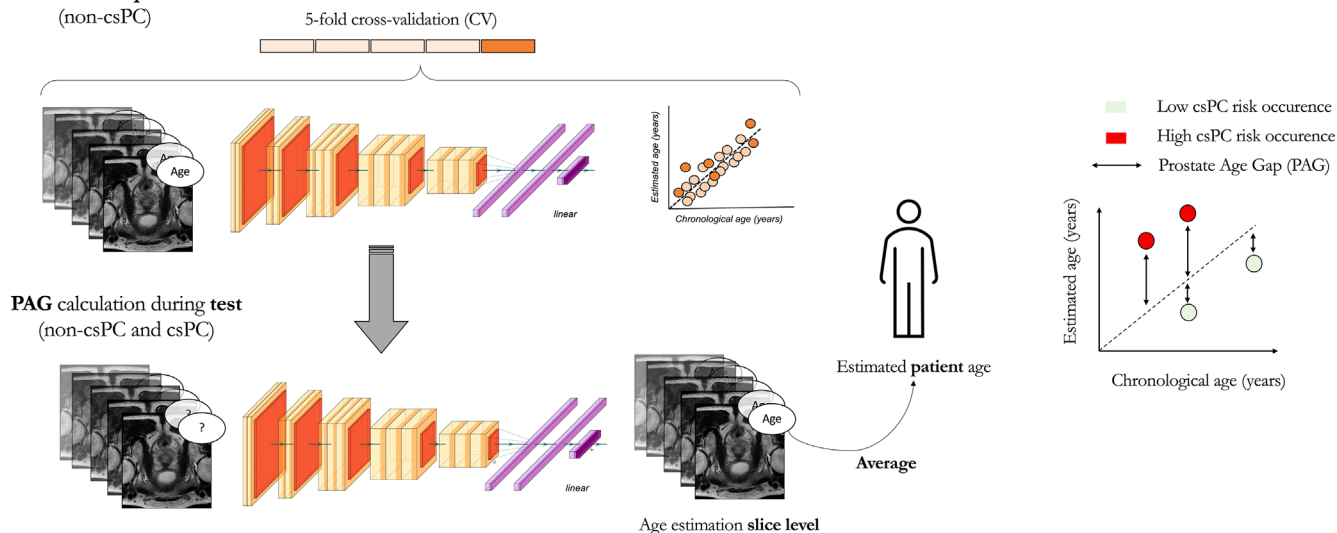 (non-csPC)
5-fold cross-validation (CV)
Age
linear
Estimated age (years)
Chronological age (years)
Low csPC risk occurence
High csPC risk occurence
Prostate Age Gap (PAG)
Estimated age (years)
Chronological age (years)
PAG calculation during test
(non-csPC and csPC)
?
?
linear
Age
Age estimation slice level
Average
Estimated patient age